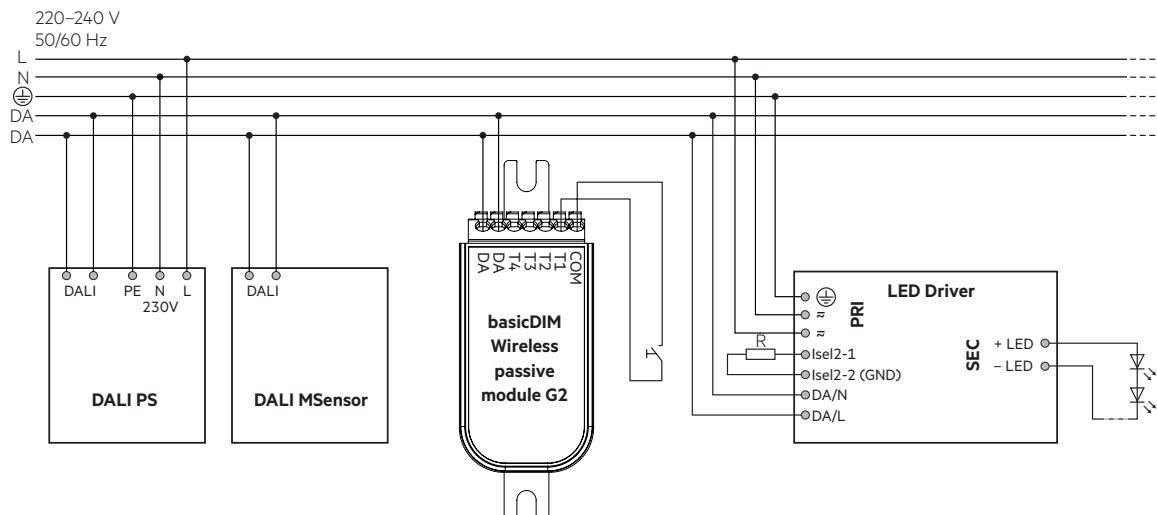 220–240 V
50/60 Hz
L
N
DA
DA
DALI
PE
N
L
230V
DALI PS
DALI
DALI MSensor
DA
DA
T4
T3
T2
T1
COM
basicDIM
Wireless
passive
module G2
R
LED Driver
PRI
≂
≂
Isel2-1
Isel2-2 (GND)
DA/N
DA/L
SEC
+ LED
– LED